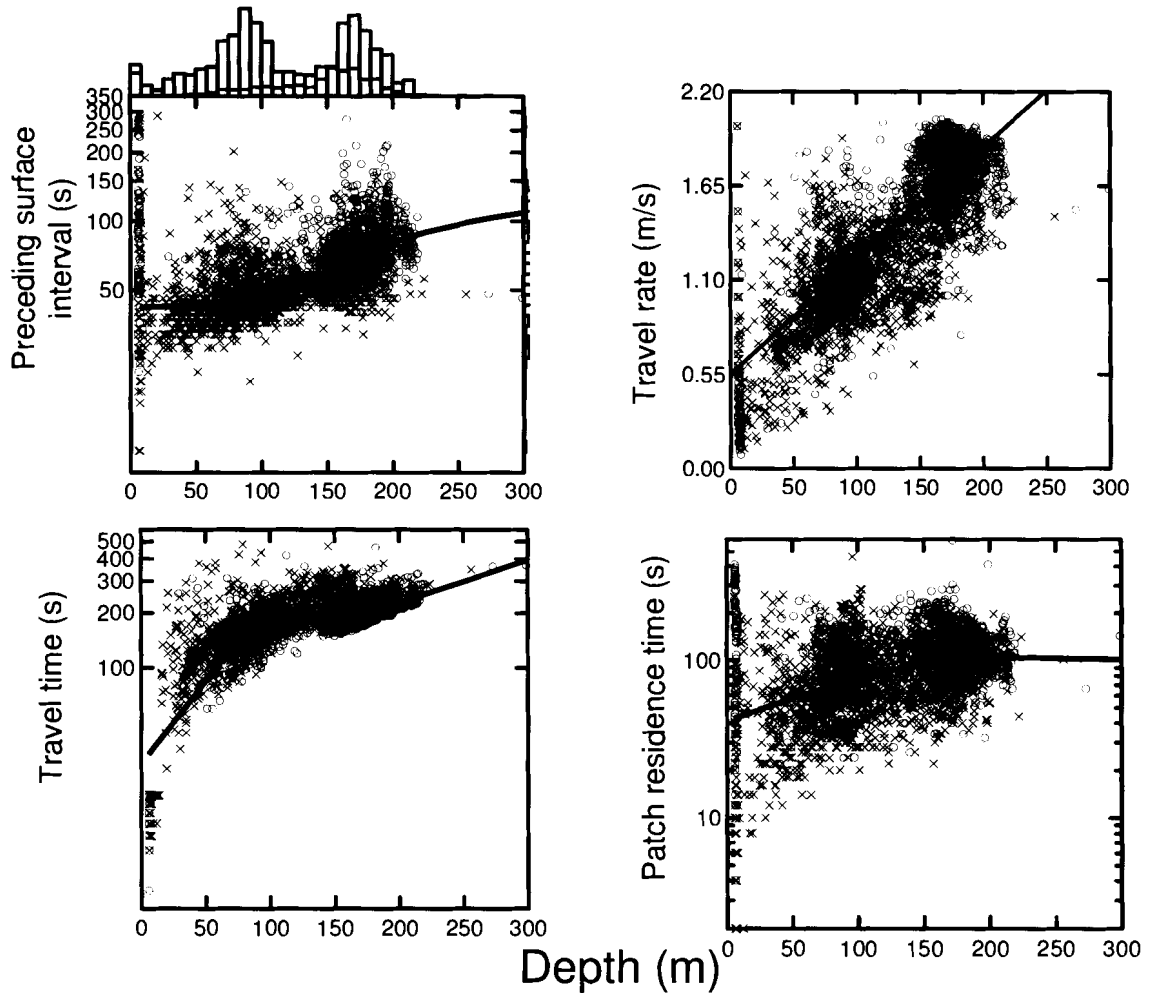 350
300
250
200
150
100
50
Preceding surface
interval (s)
0 50 100 150 200 250 300
2.20
1.65
1.10
0.55
0.00
Travel rate (m/s)
0 50 100 150 200 250 300
500
400
300
200
100
Travel time (s)
0 50 100 150 200 250 300
100
10
Patch residence time (s)
0 50 100 150 200 250 300
Depth (m)